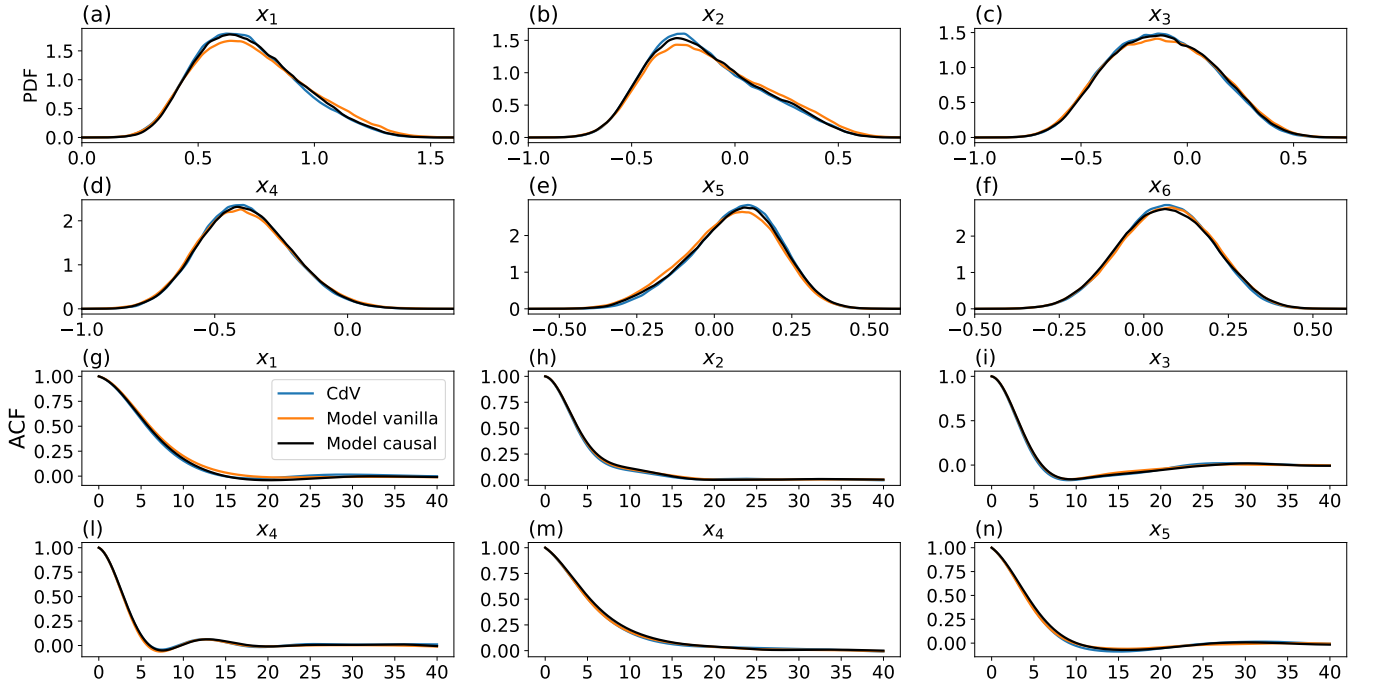 (a) x1 (b) x2 (c) x3
PDF
1.5
1.0
0.5
0.0
0.0 0.5 1.0 1.5
1.5
1.0
0.5
0.0
−1.0 −0.5 0.0 0.5
1.5
1.0
0.5
0.0
−1.0 −0.5 0.0 0.5
(d) x4 (e) x5 (f) x6
2
1
0
−1.0 −0.5 0.0
2
1
0
−0.50 −0.25 0.00 0.25 0.50
2
1
0
−0.50 −0.25 0.00 0.25 0.50
(g) x1 (h) x2 (i) x3
ACF
1.00
0.75
0.50
0.25
0.00
0 5 10 15 20 25 30 35 40
CdV
Model vanilla
Model causal
1.00
0.75
0.50
0.25
0.00
0 5 10 15 20 25 30 35 40
1.0
0.5
0.0
0 5 10 15 20 25 30 35 40
(l) x4 (m) x4 (n) x5
1.00
0.75
0.50
0.25
0.00
0 5 10 15 20 25 30 35 40
1.00
0.75
0.50
0.25
0.00
0 5 10 15 20 25 30 35 40
1.00
0.75
0.50
0.25
0.00
0 5 10 15 20 25 30 35 40